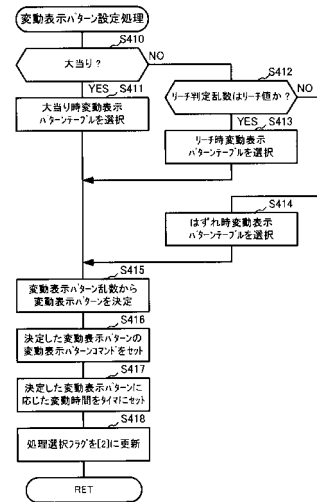 変動表示パターン設定処理
S410
大当り？
NO
S412
YES
S411
リーチ判定乱数はリーチ値か？
NO
大当り時変動表示
パターンテーブルを選択
YES
S413
リーチ時変動表示
パターンテーブルを選択
S414
はずれ時変動表示
パターンテーブルを選択
S415
変動表示パターン乱数から
変動表示パターンを決定
S416
決定した変動表示パターンの
変動表示パターンコマンドをセット
S417
決定した変動表示パターンに
応じた変動時間をタイマにセット
S418
処理選択フラグを[2]に更新
RET